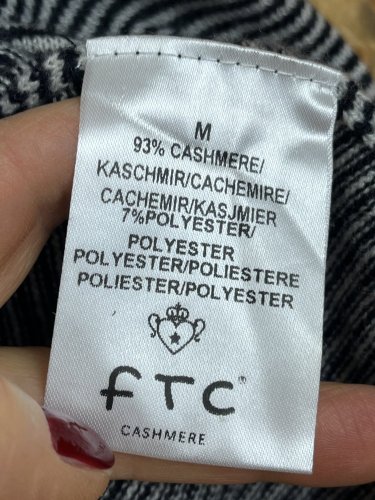 M
93% CASHMERE/
KASCHMIR/CACHEMIRE/
CACHEMIR/KASJMIER
7%POLYESTER/
POLYESTER
POLYESTER/POLIESTERE
POLIESTER/POLYESTER
FTC®
CASHMERE